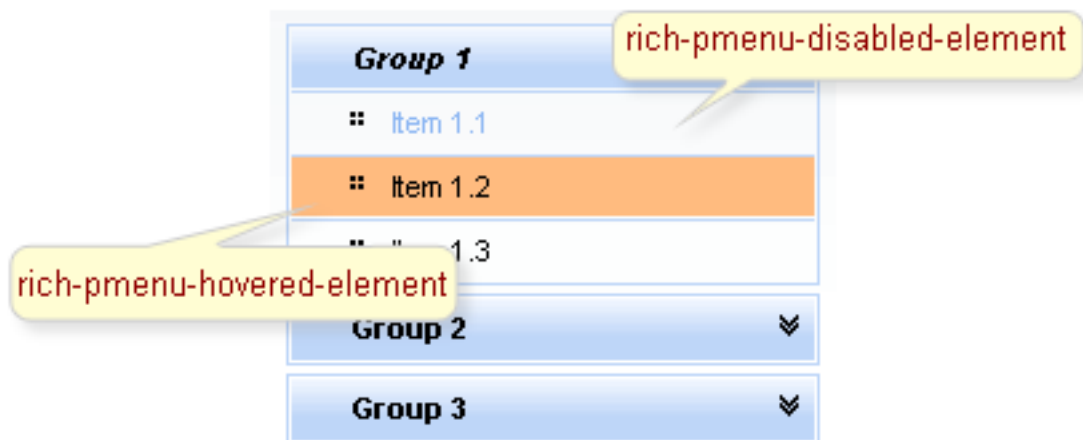 Group 1
rich-pmenu-disabled-element
Item 1.1
Item 1.2
1.3
rich-pmenu-hovered-element
Group 2
Group 3